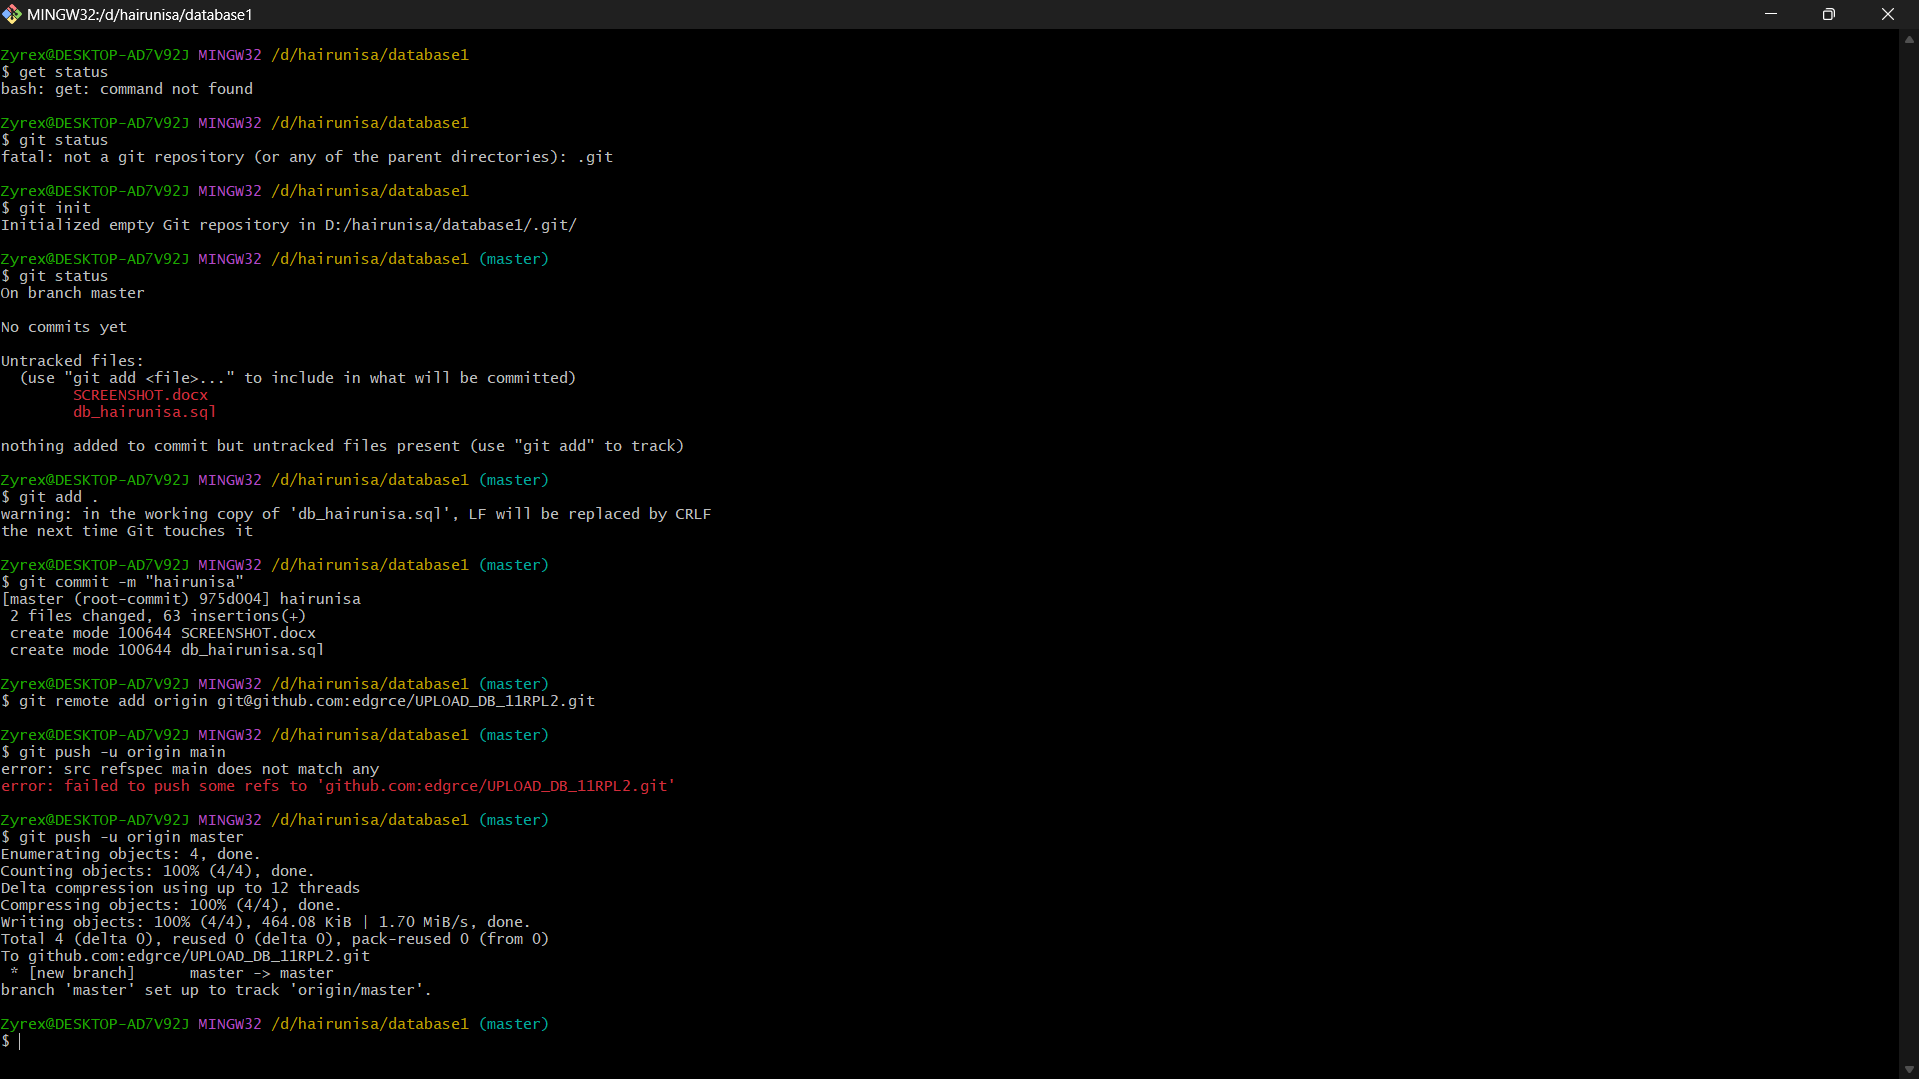 MINGW32:/d/hairunisa/database1
Zyrex@DESKTOP-AD7V92J MINGW32 /d/hairunisa/database1
$ get status
bash: get: command not found
Zyrex@DESKTOP-AD7V92J MINGW32 /d/hairunisa/database1
$ git status
fatal: not a git repository (or any of the parent directories): .git
Zyrex@DESKTOP-AD7V92J MINGW32 /d/hairunisa/database1
$ git init
Initialized empty Git repository in D:/hairunisa/database1/.git/
Zyrex@DESKTOP-AD7V92J MINGW32 /d/hairunisa/database1 (master)
$ git status
On branch master
No commits yet
Untracked files:
  (use "git add <file>..." to include in what will be committed)
        SCREENSHOT.docx
        db_hairunisa.sql
nothing added to commit but untracked files present (use "git add" to track)
Zyrex@DESKTOP-AD7V92J MINGW32 /d/hairunisa/database1 (master)
$ git add .
warning: in the working copy of 'db_hairunisa.sql', LF will be replaced by CRLF
the next time Git touches it
Zyrex@DESKTOP-AD7V92J MINGW32 /d/hairunisa/database1 (master)
$ git commit -m "hairunisa"
[master (root-commit) 975d004] hairunisa
 2 files changed, 63 insertions(+)
 create mode 100644 SCREENSHOT.docx
 create mode 100644 db_hairunisa.sql
Zyrex@DESKTOP-AD7V92J MINGW32 /d/hairunisa/database1 (master)
$ git remote add origin git@github.com:edgrce/UPLOAD_DB_11RPL2.git
Zyrex@DESKTOP-AD7V92J MINGW32 /d/hairunisa/database1 (master)
$ git push -u origin main
error: src refspec main does not match any
error: failed to push some refs to 'github.com:edgrce/UPLOAD_DB_11RPL2.git'
Zyrex@DESKTOP-AD7V92J MINGW32 /d/hairunisa/database1 (master)
$ git push -u origin master
Enumerating objects: 4, done.
Counting objects: 100% (4/4), done.
Delta compression using up to 12 threads
Compressing objects: 100% (4/4), done.
Writing objects: 100% (4/4), 464.08 KiB | 1.70 MiB/s, done.
Total 4 (delta 0), reused 0 (delta 0), pack-reused 0 (from 0)
To github.com:edgrce/UPLOAD_DB_11RPL2.git
 * [new branch]      master -> master
branch 'master' set up to track 'origin/master'.
Zyrex@DESKTOP-AD7V92J MINGW32 /d/hairunisa/database1 (master)
$